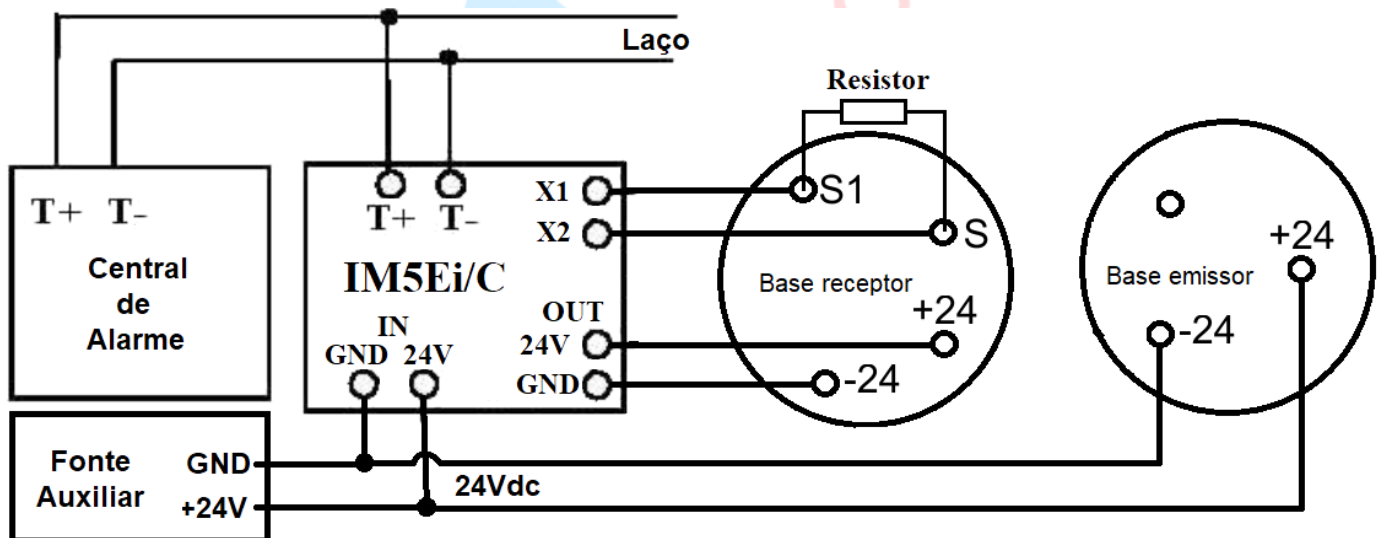 Laço
Resistor
T+ T-
Central
de
Alarme
T+ T-
IM5Ei/C
X1
X2
OUT
24V
GND
IN
GND 24V
S1
S
Base receptor
+24
-24
+24
Base emissor
-24
Fonte
Auxiliar
GND
+24V
24Vdc